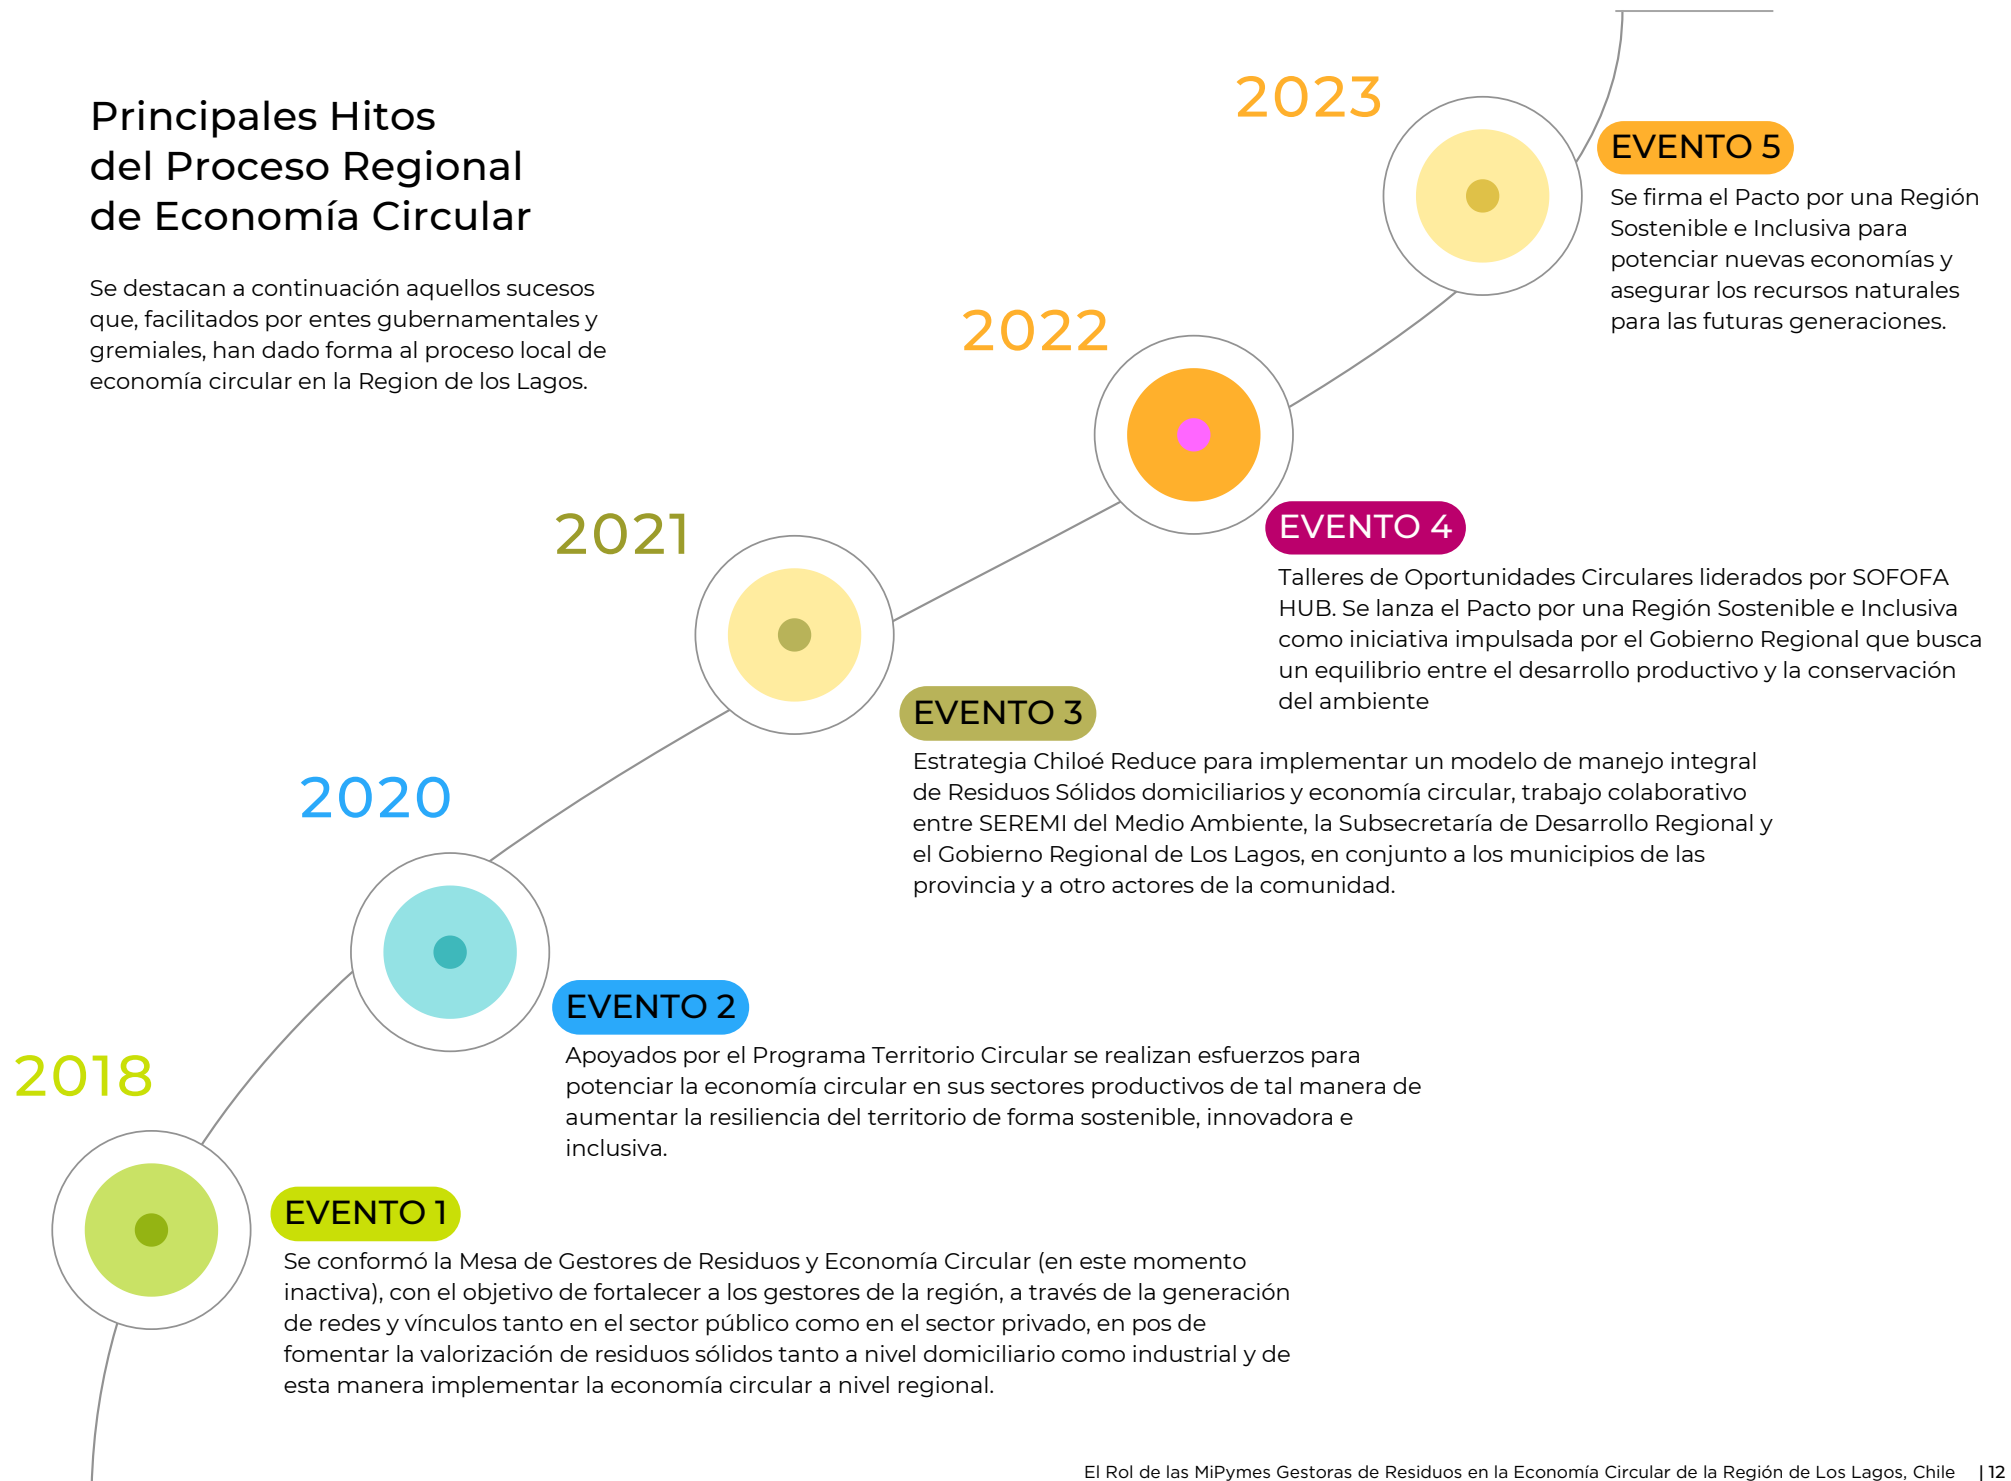 Principales Hitos
del Proceso Regional
de Economía Circular
Se destacan a continuación aquellos sucesos
que, facilitados por entes gubernamentales y
gremiales, han dado forma al proceso local de
economía circular en la Region de los Lagos.
2023
EVENTO 5
Se firma el Pacto por una Región
Sostenible e Inclusiva para
potenciar nuevas economías y
asegurar los recursos naturales
para las futuras generaciones.
2022
EVENTO 4
Talleres de Oportunidades Circulares liderados por SOFOFA
HUB. Se lanza el Pacto por una Región Sostenible e Inclusiva
como iniciativa impulsada por el Gobierno Regional que busca
un equilibrio entre el desarrollo productivo y la conservación
del ambiente
2021
EVENTO 3
Estrategia Chiloé Reduce para implementar un modelo de manejo integral
de Residuos Sólidos domiciliarios y economía circular, trabajo colaborativo
entre SEREMI del Medio Ambiente, la Subsecretaría de Desarrollo Regional y
el Gobierno Regional de Los Lagos, en conjunto a los municipios de las
provincia y a otro actores de la comunidad.
2020
EVENTO 2
Apoyados por el Programa Territorio Circular se realizan esfuerzos para
potenciar la economía circular en sus sectores productivos de tal manera de
aumentar la resiliencia del territorio de forma sostenible, innovadora e
inclusiva.
2018
EVENTO 1
Se conformó la Mesa de Gestores de Residuos y Economía Circular (en este momento
inactiva), con el objetivo de fortalecer a los gestores de la región, a través de la generación
de redes y vínculos tanto en el sector público como en el sector privado, en pos de
fomentar la valorización de residuos sólidos tanto a nivel domiciliario como industrial y de
esta manera implementar la economía circular a nivel regional.
El Rol de las MiPymes Gestoras de Residuos en la Economía Circular de la Región de Los Lagos, Chile | 12